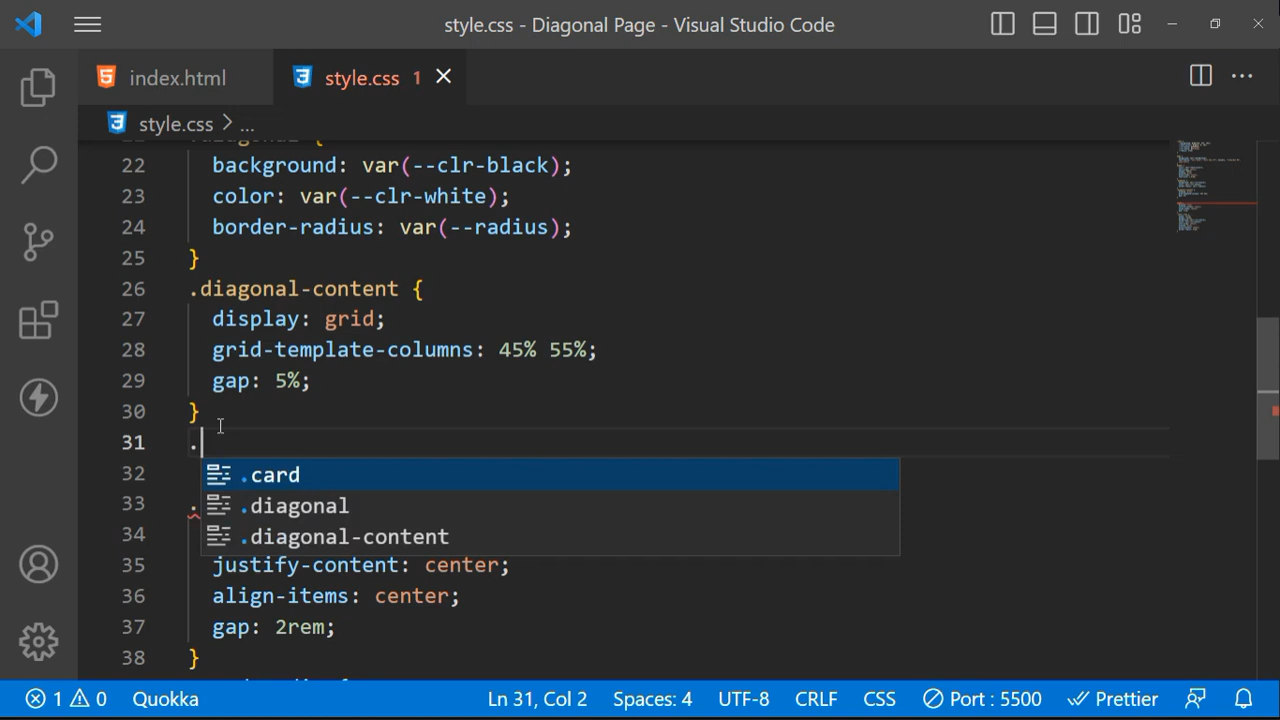 style.css - Diagonal Page - Visual Studio Code
index.html
style.css 1
style.css > ...
22 background: var(--clr-black);
23 color: var(--clr-white);
24 border-radius: var(--radius);
25 }
26 .diagonal-content {
27 display: grid;
28 grid-template-columns: 45% 55%;
29 gap: 5%;
30 }
31 .
.card
.diagonal
.diagonal-content
32
33 .
34
35 justify-content: center;
36 align-items: center;
37 gap: 2rem;
38 }
1 0 Quokka Ln 31, Col 2 Spaces: 4 UTF-8 CRLF CSS Port : 5500 Prettier